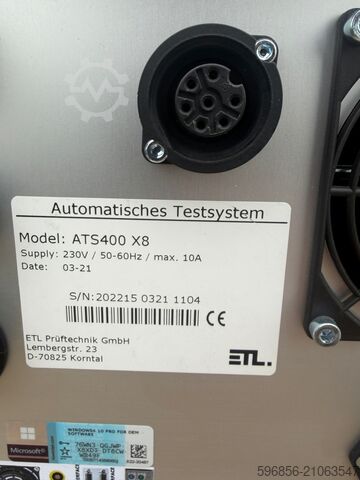 Automatisches Testsystem
Model: ATS400 X8
Supply: 230V / 50-60Hz / max. 10A
Date: 03-21
S/N:202215 0321 1104
ETL Prüftechnik GmbH
Lembergstr. 23
D-70825 Korntal
ETL.
WINDOWS 10 PRO FOR OEM
SOFTWARE
Microsoft
596856-21063547